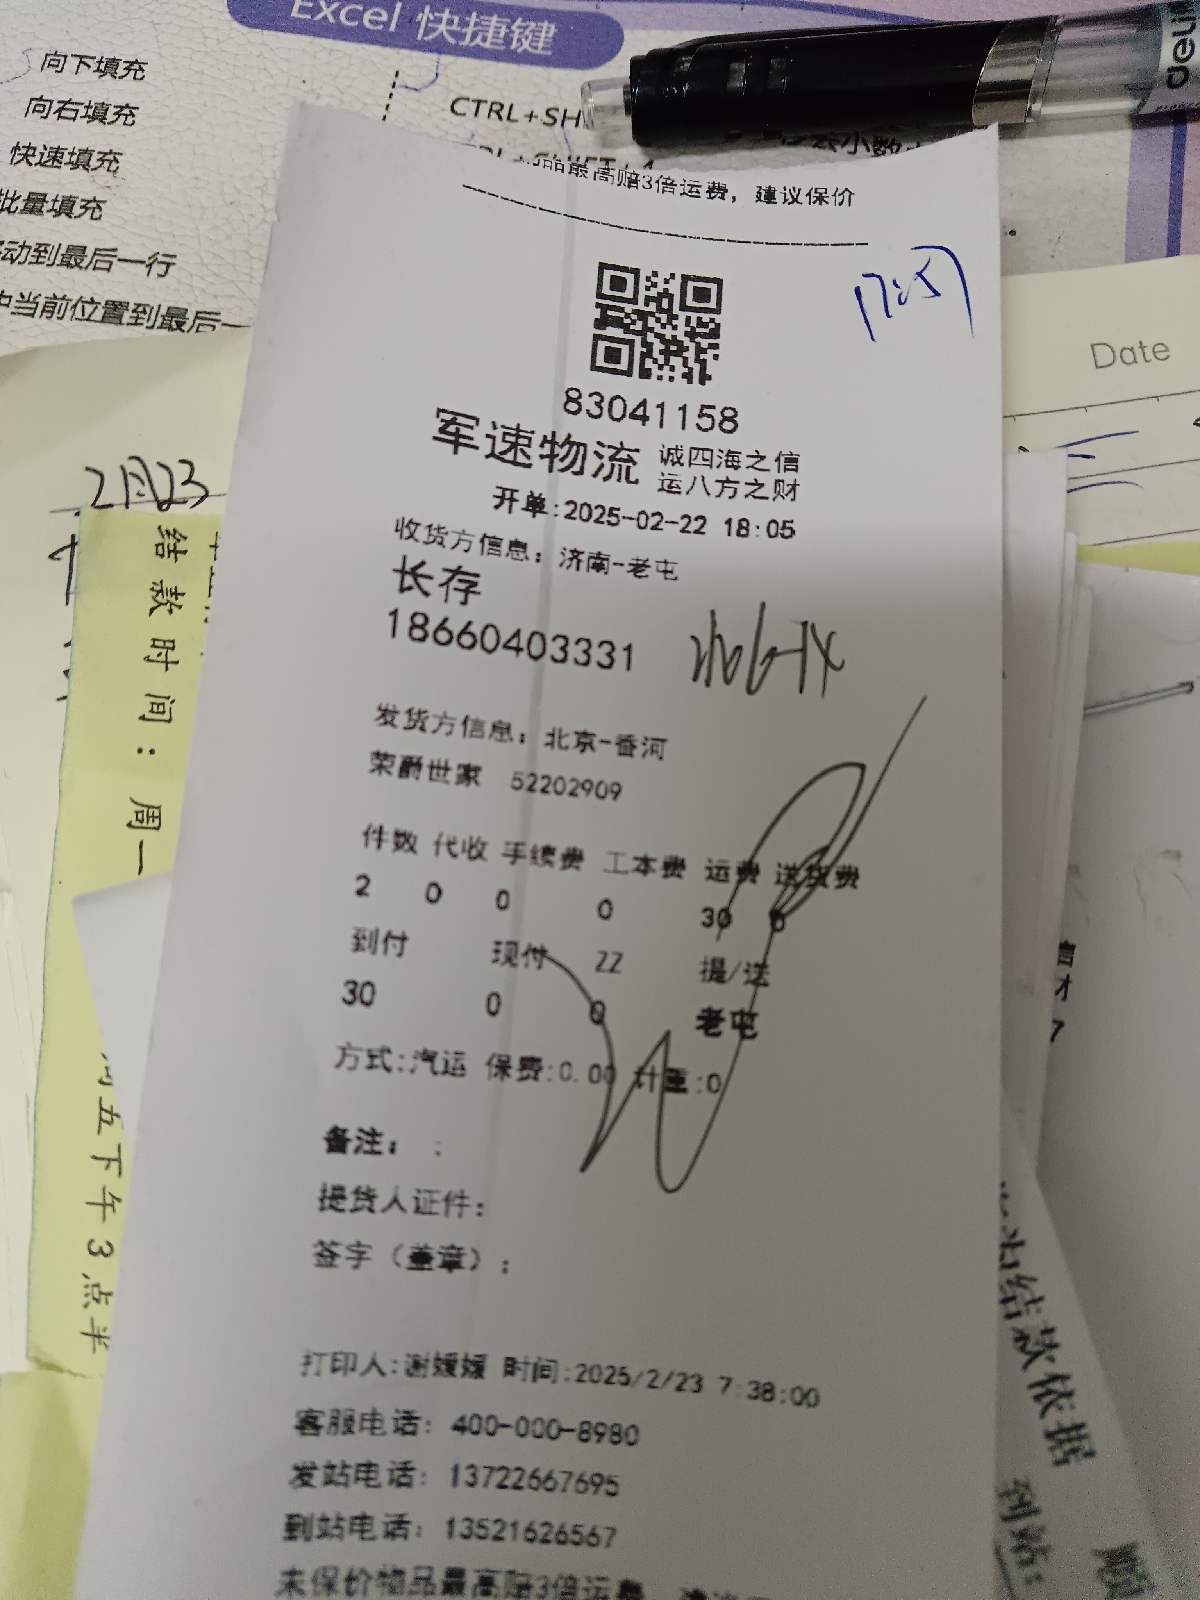 Excel 快捷键
向下填充
向右填充
快速填充
批量填充
动到最后一行
当前位置到最后一
CTRL+SH
deli
品最高赔3倍运费，建议保价
17:57
Date
83041158
军速物流 诚四海之信
运八方之财
开单:2025-02-22 18:05
收货方信息：济南-老屯
长存
18660403331
发货方信息：北京-香河
荣爵世家 52202909
件数 代收 手续费 工本费 运费 送货费
2 0 0 0 30 0
到付 现付 ZZ 提/送
30 0 0 老屯
方式:汽运 保费:0.00 计重:0
备注： :
提货人证件:
签字（盖章）:
打印人:谢媛媛 时间:2025/2/23 7:38:00
客服电话: 400-000-8980
发站电话: 13722667695
到站电话: 13521626567
未保价物品最高赔3倍运费
2月23
结款时间：周一
周五下午3点半
结款依据
到站: